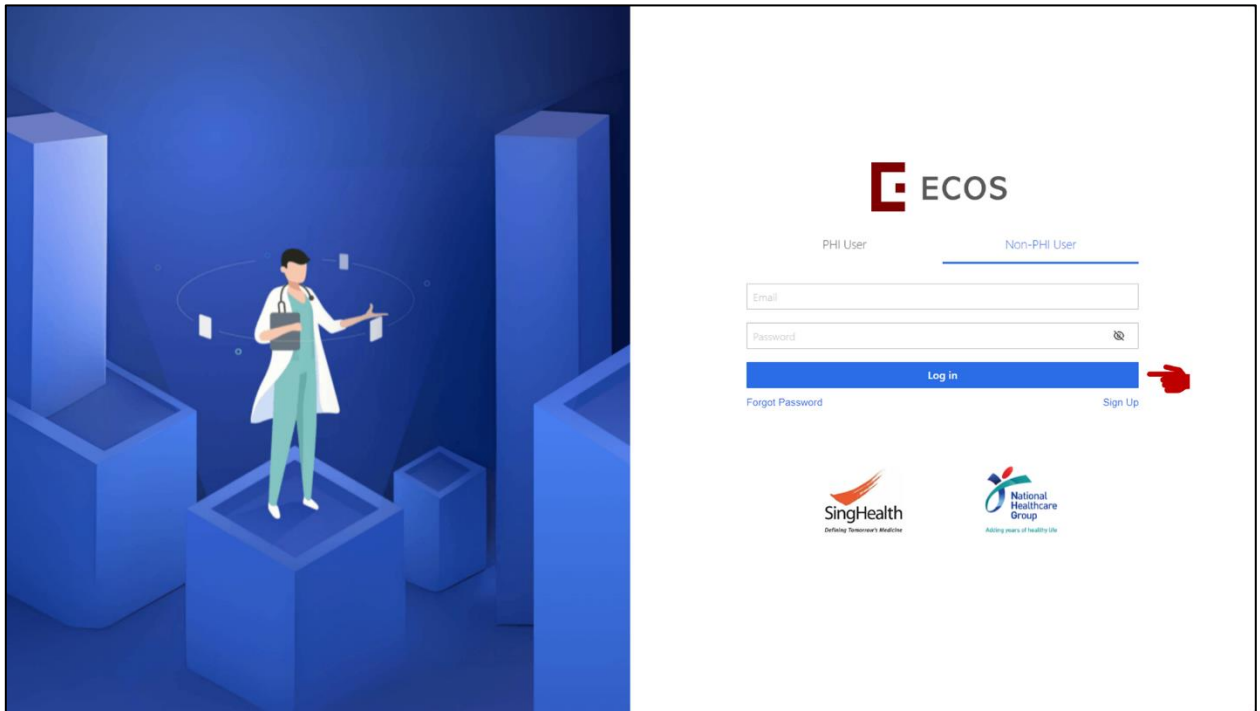 ECOS
PHI User
Non-PHI User
Email
Password
Log in
Forgot Password
Sign Up
SingHealth
Defining Tomorrow's Medicine
National
Healthcare
Group
Adding years of healthy life